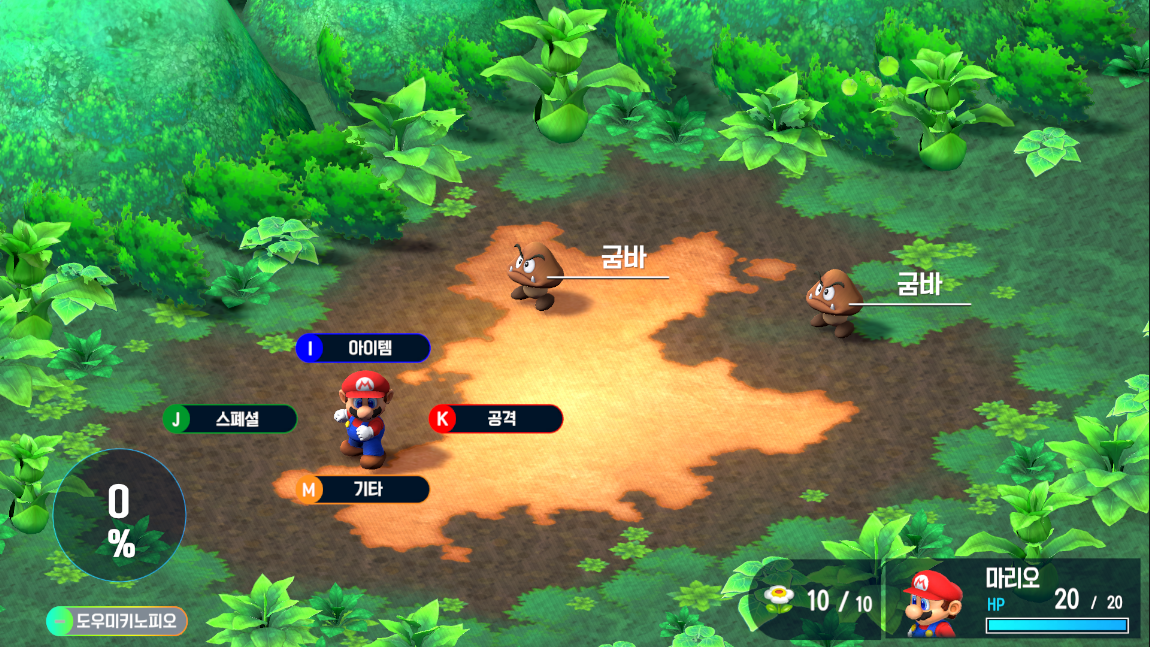 굼바
굼바
I 아이템
J 스페셜
K 공격
M 기타
0
%
- 도우미키노피오
10 / 10
마리오
HP 20 / 20